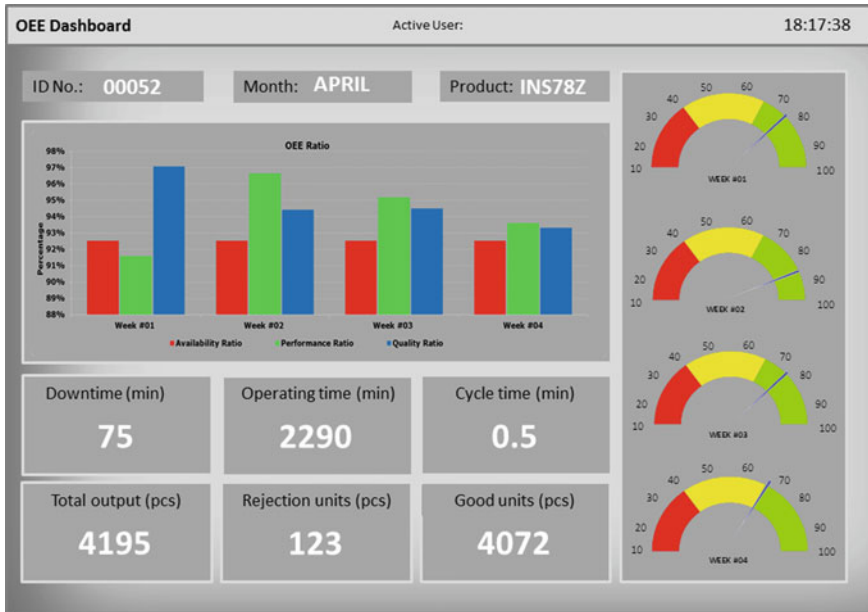 OEE Dashboard
Active User:
18:17:38
ID No.: 00052
Month: APRIL
Product: INS78Z
OEE Ratio
98%
97%
96%
95%
94%
93%
92%
91%
90%
89%
88%
Percentage
Week #01
Week #02
Week #03
Week #04
Availability Ratio
Performance Ratio
Quality Ratio
Downtime (min)
75
Operating time (min)
2290
Cycle time (min)
0.5
Total output (pcs)
4195
Rejection units (pcs)
123
Good units (pcs)
4072
10
20
30
40
50
60
70
80
90
100
WEEK #01
10
20
30
40
50
60
70
80
90
100
WEEK #02
10
20
30
40
50
60
70
80
90
100
WEEK #03
10
20
30
40
50
60
70
80
90
100
WEEK #04